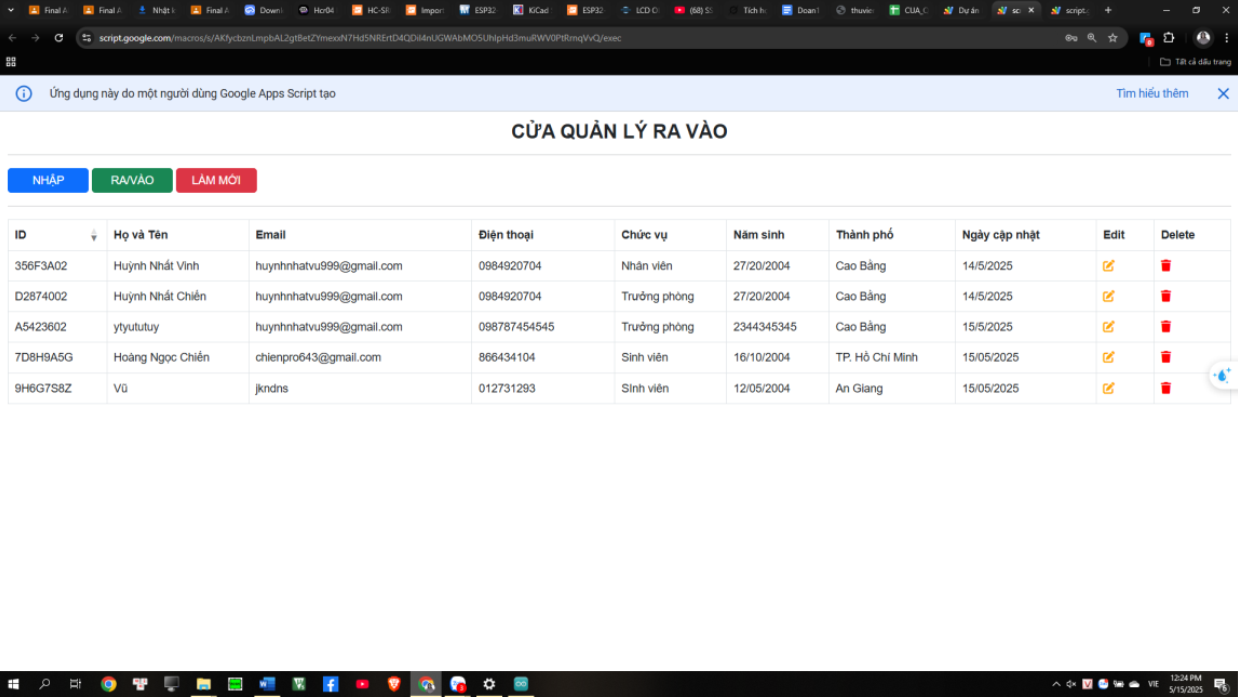 Final A Final A Nhật k Final A Downl Hcr04 HC-SR Import ESP32- KiCad ESP32- LCD (68) SS Tích h Doan1 thuviе CUA_C Dự án sc script.
script.google.com/macros/s/
Tất cả dấu trang
Ứng dụng này do một người dùng Google Apps Script tạo Tìm hiểu thêm
CỬA QUẢN LÝ RA VÀO
NHẬP RA/VÀO LÀM MỚI
ID Họ và Tên Email Điện thoại Chức vụ Năm sinh Thành phố Ngày cập nhật Edit Delete
356F3A02 Huỳnh Nhất Vinh huynhnhatvu999@gmail.com 0984920704 Nhân viên 27/20/2004 Cao Bằng 14/5/2025
D2874002 Huỳnh Nhất Chiến huynhnhatvu999@gmail.com 0984920704 Trưởng phòng 27/20/2004 Cao Bằng 14/5/2025
A5423602 ytyututuy huynhnhatvu999@gmail.com 098787454545 Trưởng phòng 2344345345 Cao Bằng 15/5/2025
7D8H9A5G Hoàng Ngọc Chiến chienpro643@gmail.com 866434104 Sinh viên 16/10/2004 TP. Hồ Chí Minh 15/05/2025
9H6G7S8Z Vũ jkndns 012731293 SInh viên 12/05/2004 An Giang 15/05/2025
VIE 12:24 PM
5/15/2025